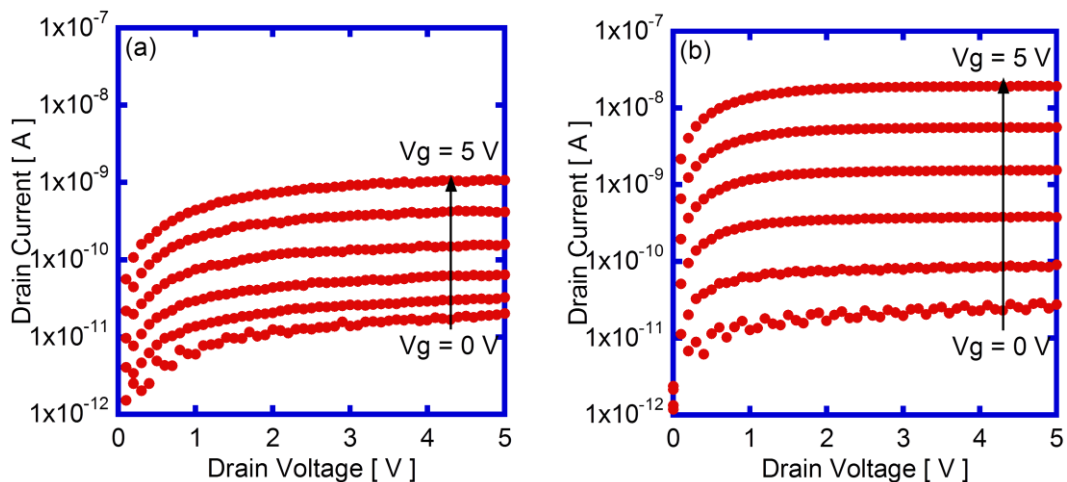 (a)
1x10⁻⁷
1x10⁻⁸
1x10⁻⁹
1x10⁻¹⁰
1x10⁻¹¹
1x10⁻¹²
Drain Current [ A ]
Vg = 5 V
Vg = 0 V
0 1 2 3 4 5
Drain Voltage [ V ]
(b)
1x10⁻⁷
1x10⁻⁸
1x10⁻⁹
1x10⁻¹⁰
1x10⁻¹¹
1x10⁻¹²
Drain Current [ A ]
Vg = 5 V
Vg = 0 V
0 1 2 3 4 5
Drain Voltage [ V ]